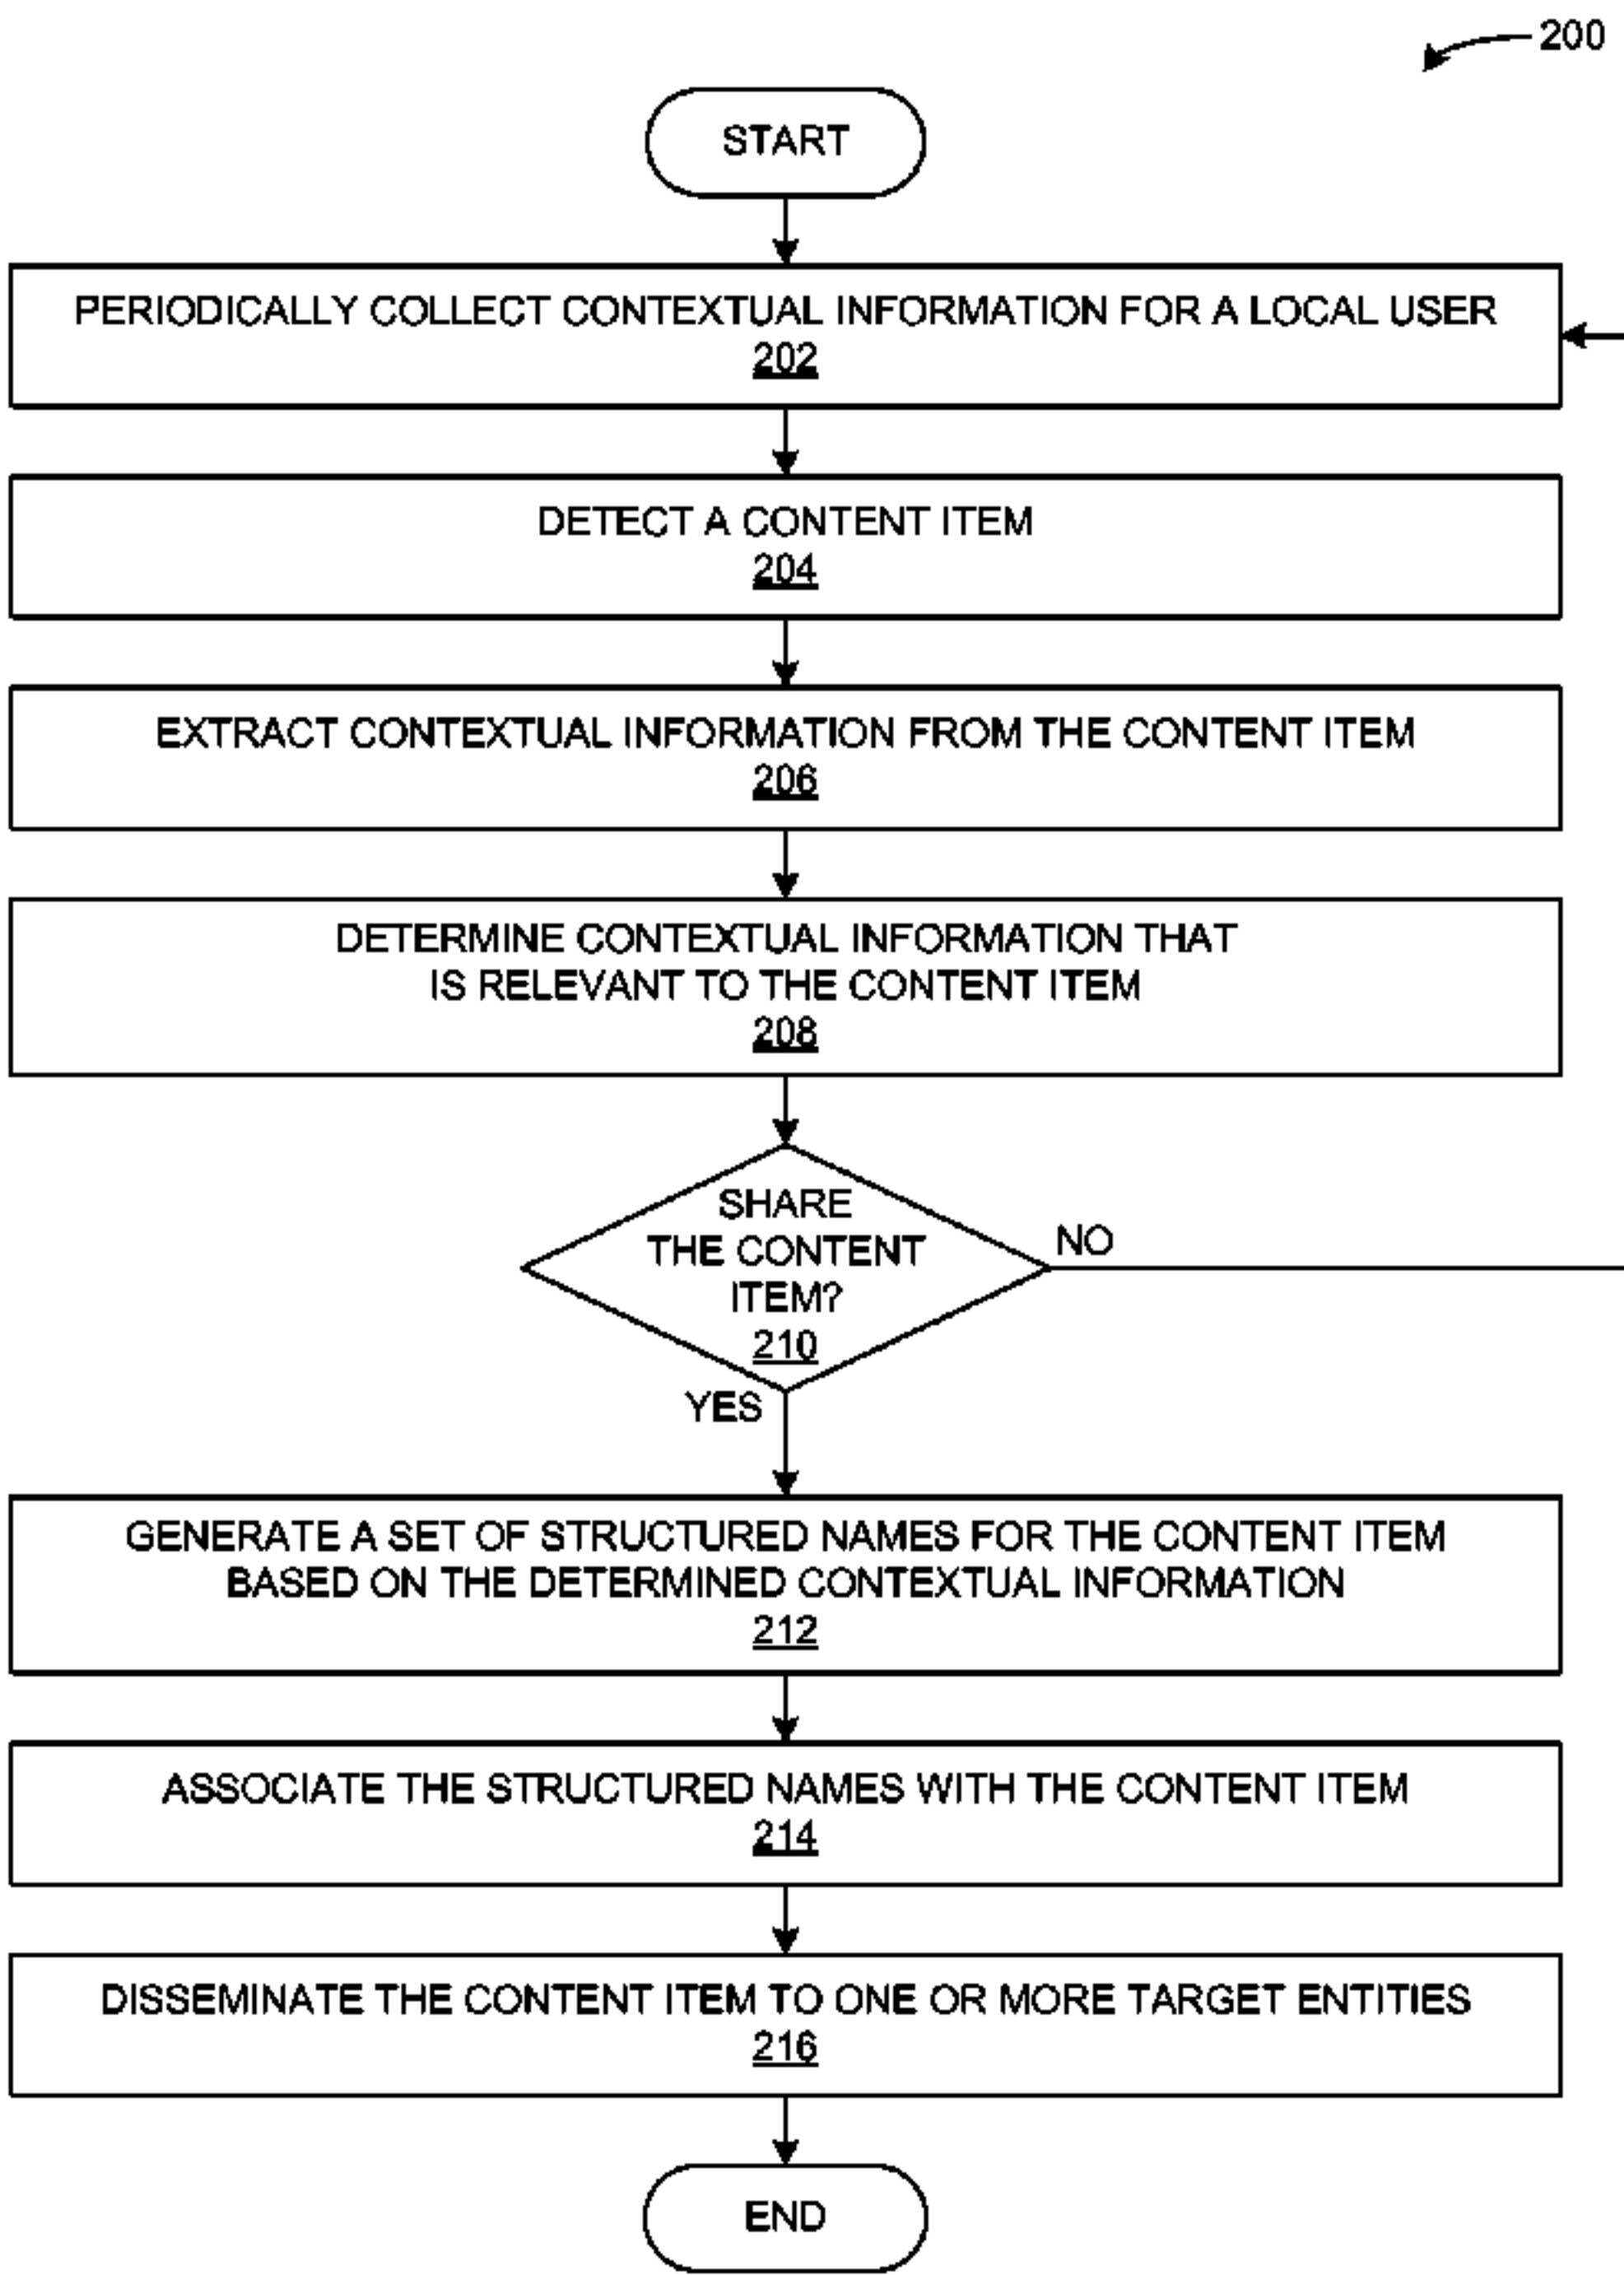 200
START
PERIODICALLY COLLECT CONTEXTUAL INFORMATION FOR A LOCAL USER
202
DETECT A CONTENT ITEM
204
EXTRACT CONTEXTUAL INFORMATION FROM THE CONTENT ITEM
206
DETERMINE CONTEXTUAL INFORMATION THAT
IS RELEVANT TO THE CONTENT ITEM
208
SHARE
THE CONTENT
ITEM?
210
NO
YES
GENERATE A SET OF STRUCTURED NAMES FOR THE CONTENT ITEM
BASED ON THE DETERMINED CONTEXTUAL INFORMATION
212
ASSOCIATE THE STRUCTURED NAMES WITH THE CONTENT ITEM
214
DISSEMINATE THE CONTENT ITEM TO ONE OR MORE TARGET ENTITIES
216
END